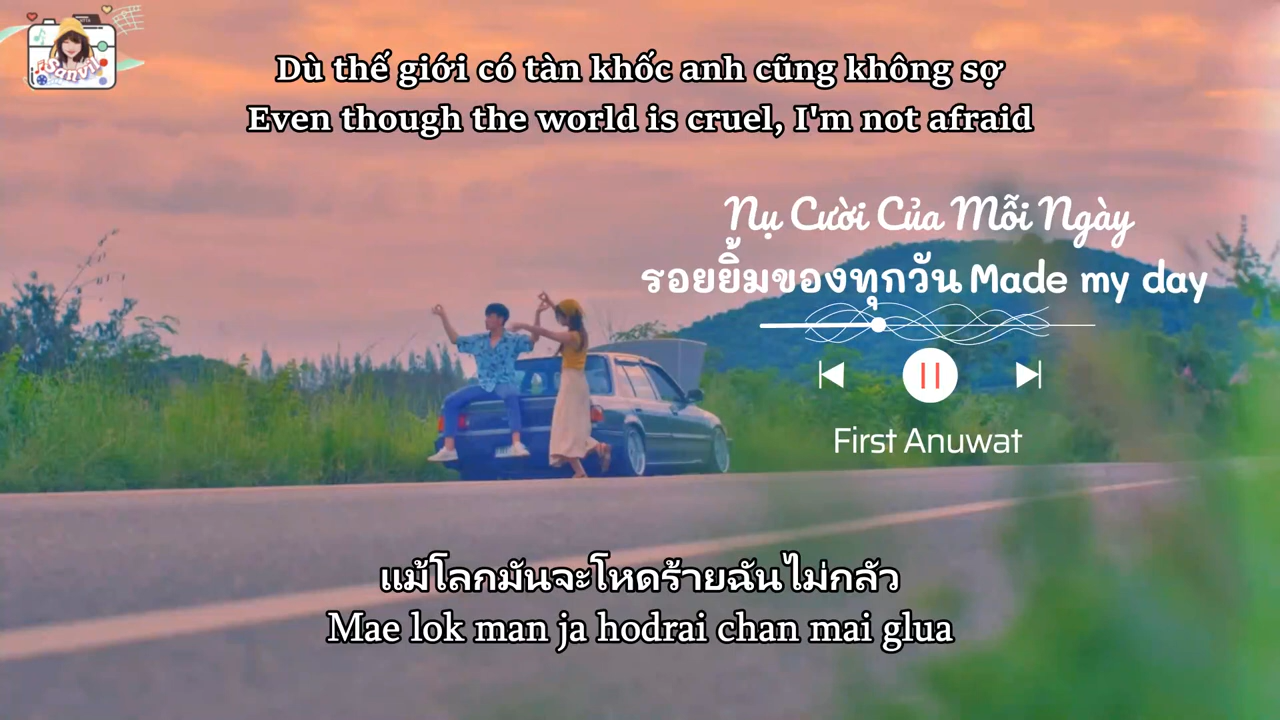 Sanvil
Dù thế giới có tàn khốc anh cũng không sợ
Even though the world is cruel, I'm not afraid
Nụ Cười Của Mỗi Ngày
รอยยิ้มของทุกวัน Made my day
First Anuwat
แม้โลกมันจะโหดร้ายฉันไม่กลัว
Mae lok man ja hodrai chan mai glua